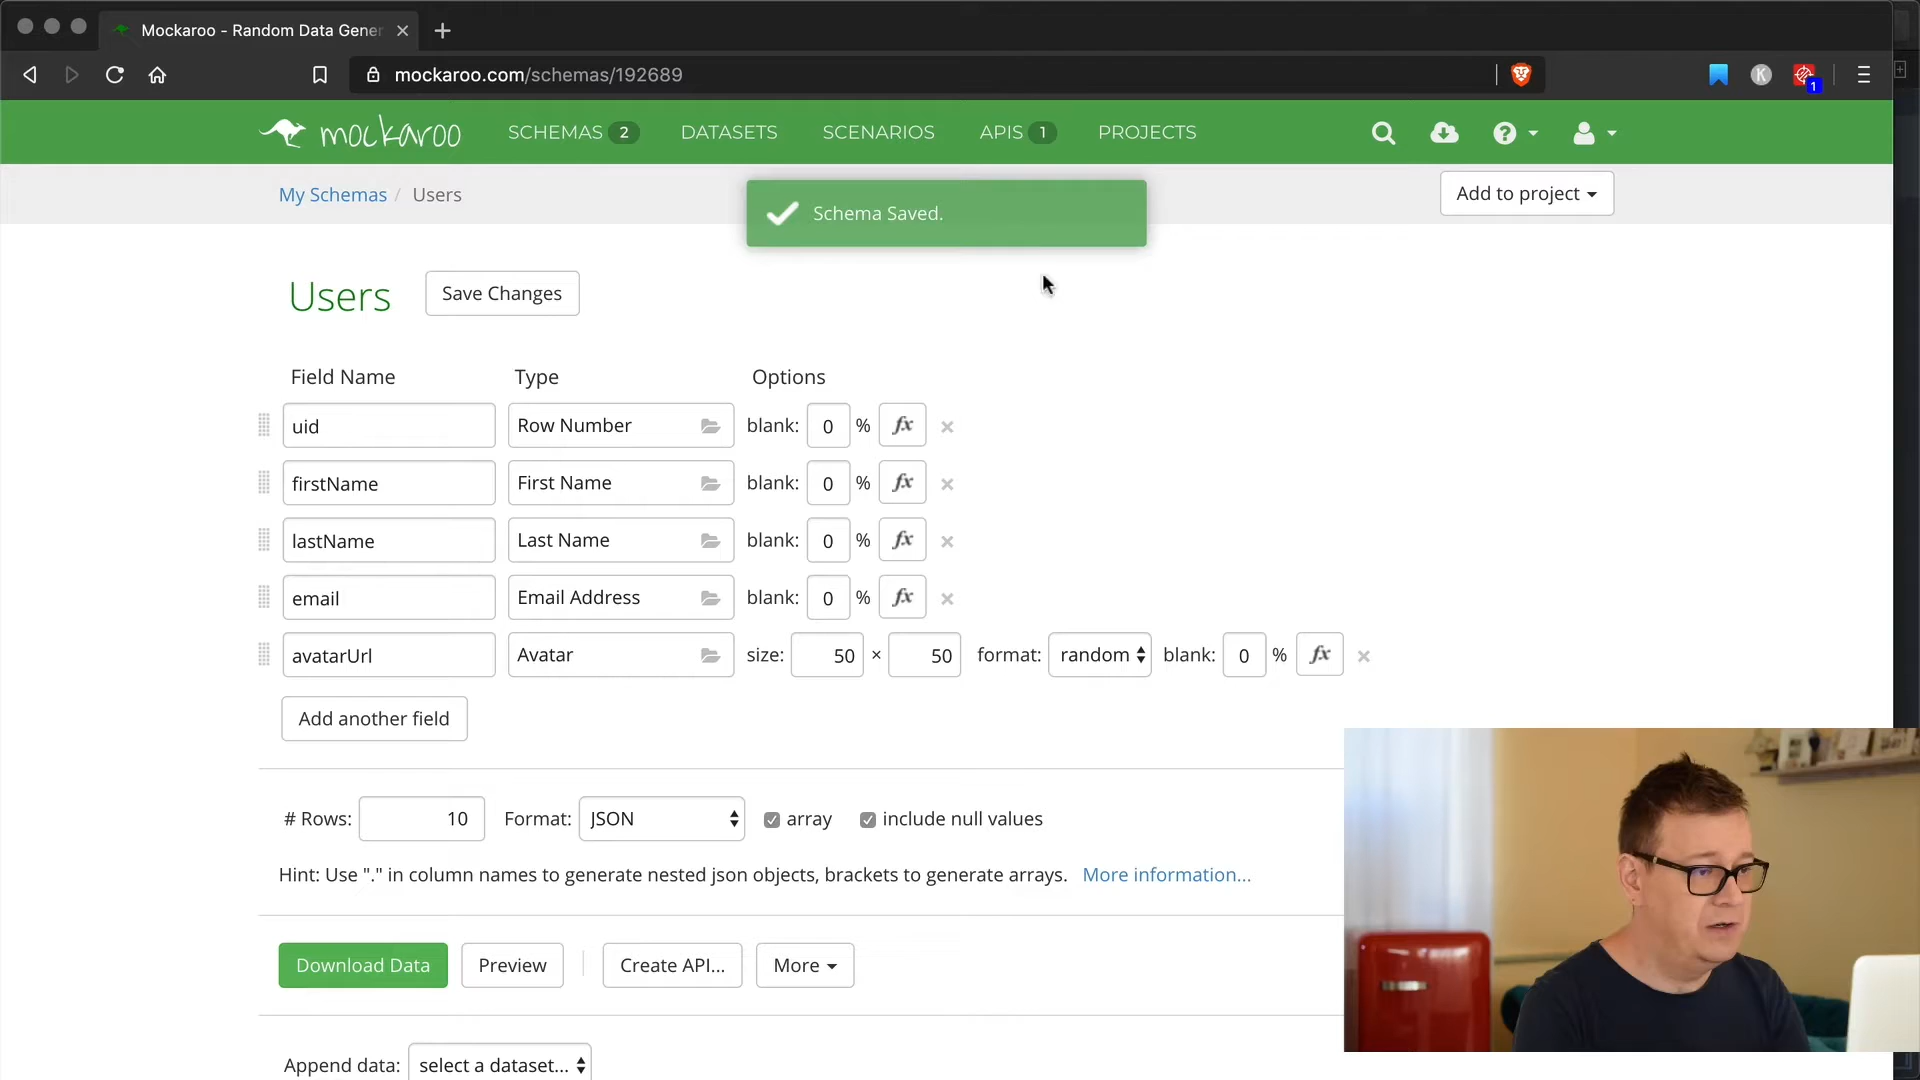 Mockaroo - Random Data Gener
mockaroo.com/schemas/192689
K
1
mockaroo
SCHEMAS 2
DATASETS
SCENARIOS
APIS 1
PROJECTS
My Schemas / Users
Schema Saved.
Add to project
Users
Save Changes
Field Name Type Options
uid Row Number blank: 0 % fx ×
firstName First Name blank: 0 % fx ×
lastName Last Name blank: 0 % fx ×
email Email Address blank: 0 % fx ×
avatarUrl Avatar size: 50 × 50 format: random blank: 0 % fx ×
Add another field
# Rows: 10 Format: JSON array include null values
Hint: Use "." in column names to generate nested json objects, brackets to generate arrays. More information...
Download Data Preview Create API... More
Append data: select a dataset...